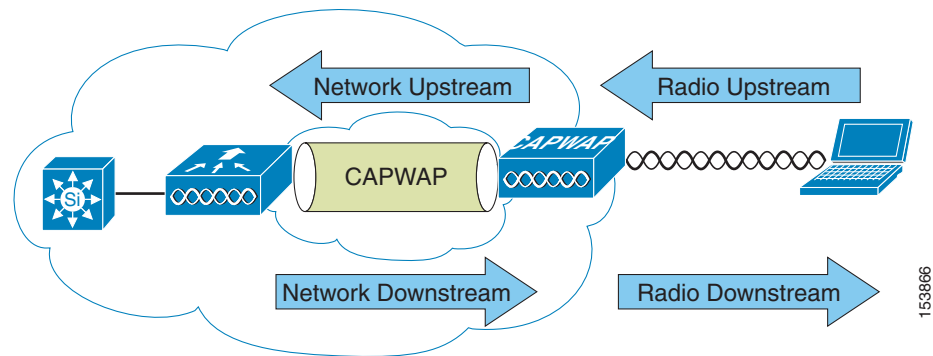 Network Upstream
Radio Upstream
CAPWAP
CAPWAP
Si
Network Downstream
Radio Downstream
153866